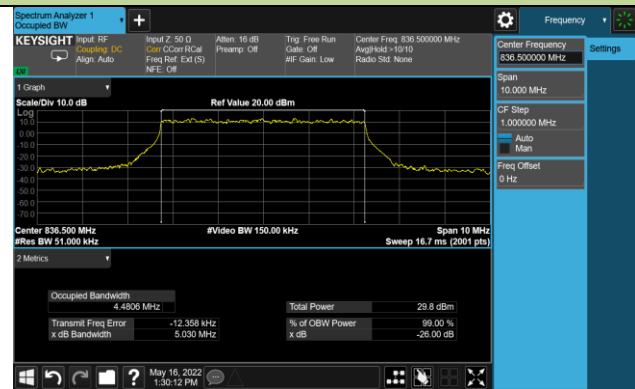 Spectrum Analyzer 1
Occupied BW
+
Frequency
KEYSIGHT
Input: RF
Coupling: DC
Align: Auto
Input Z: 50 Ω
Corr CCorr RCal
Freq Ref: Ext (S)
NFE: Off
Atten: 16 dB
Preamp: Off
Trig: Free Run
Gate: Off
#IF Gain: Low
Center Freq: 836.500000 MHz
Avg|Hold:>10/10
Radio Std: None
LXI
Center Frequency
836.500000 MHz
Settings
Span
10.000 MHz
CF Step
1.000000 MHz
Auto
Man
Freq Offset
0 Hz
1 Graph
Scale/Div 10.0 dB
Ref Value 20.00 dBm
Log
10.0
0.00
-10.0
-20.0
-30.0
-40.0
-50.0
-60.0
-70.0
Center 836.500 MHz
#Video BW 150.00 kHz
Span 10 MHz
#Res BW 51.000 kHz
Sweep 16.7 ms (2001 pts)
2 Metrics
Occupied Bandwidth
4.4806 MHz
Total Power 29.8 dBm
Transmit Freq Error -12.358 kHz
% of OBW Power 99.00 %
x dB Bandwidth 5.030 MHz
x dB -26.00 dB
?
May 16, 2022
1:30:12 PM